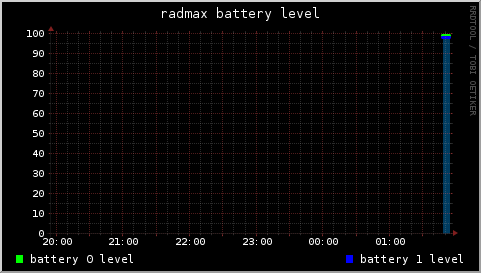 radmax battery level
RRDTOOL / TOBI OETIKER
100
90
80
70
60
50
40
30
20
10
0
20:00 21:00 22:00 23:00 00:00 01:00
battery 0 level battery 1 level